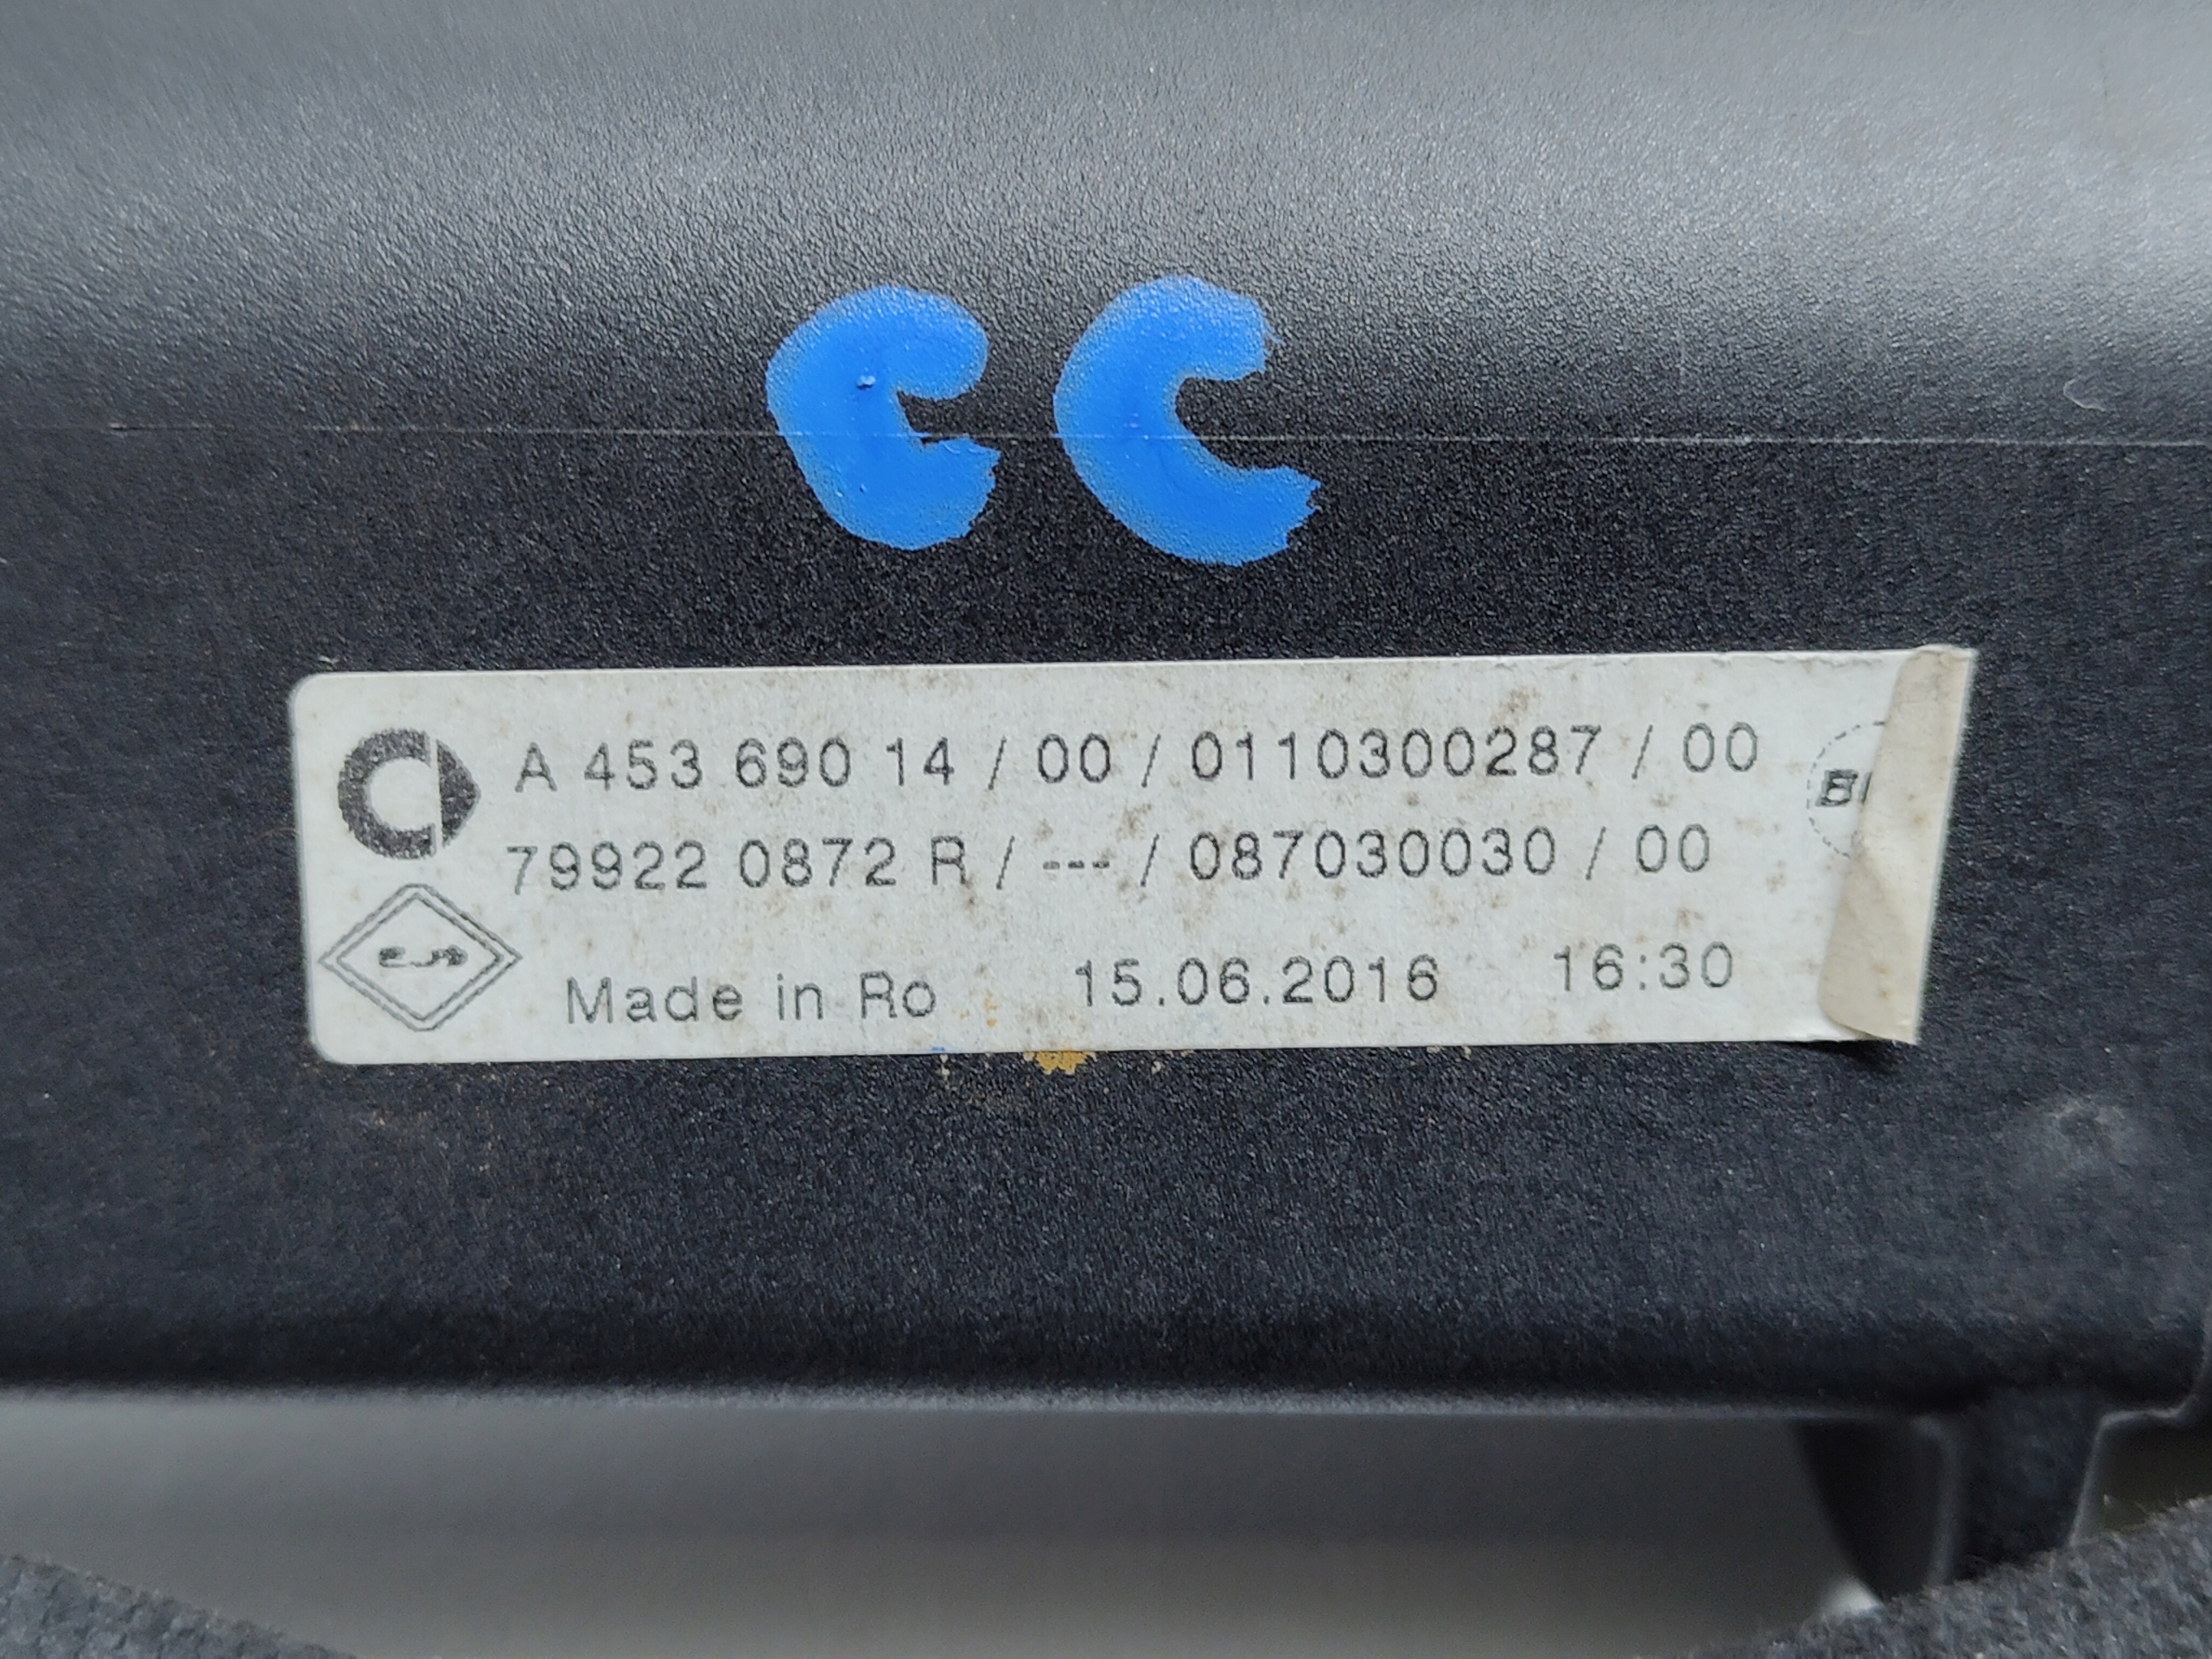 CC
A 453 690 14 / 00 / 0110300287 / 00
79922 0872 R / --- / 087030030 / 00
Made in Ro 15.06.2016 16:30